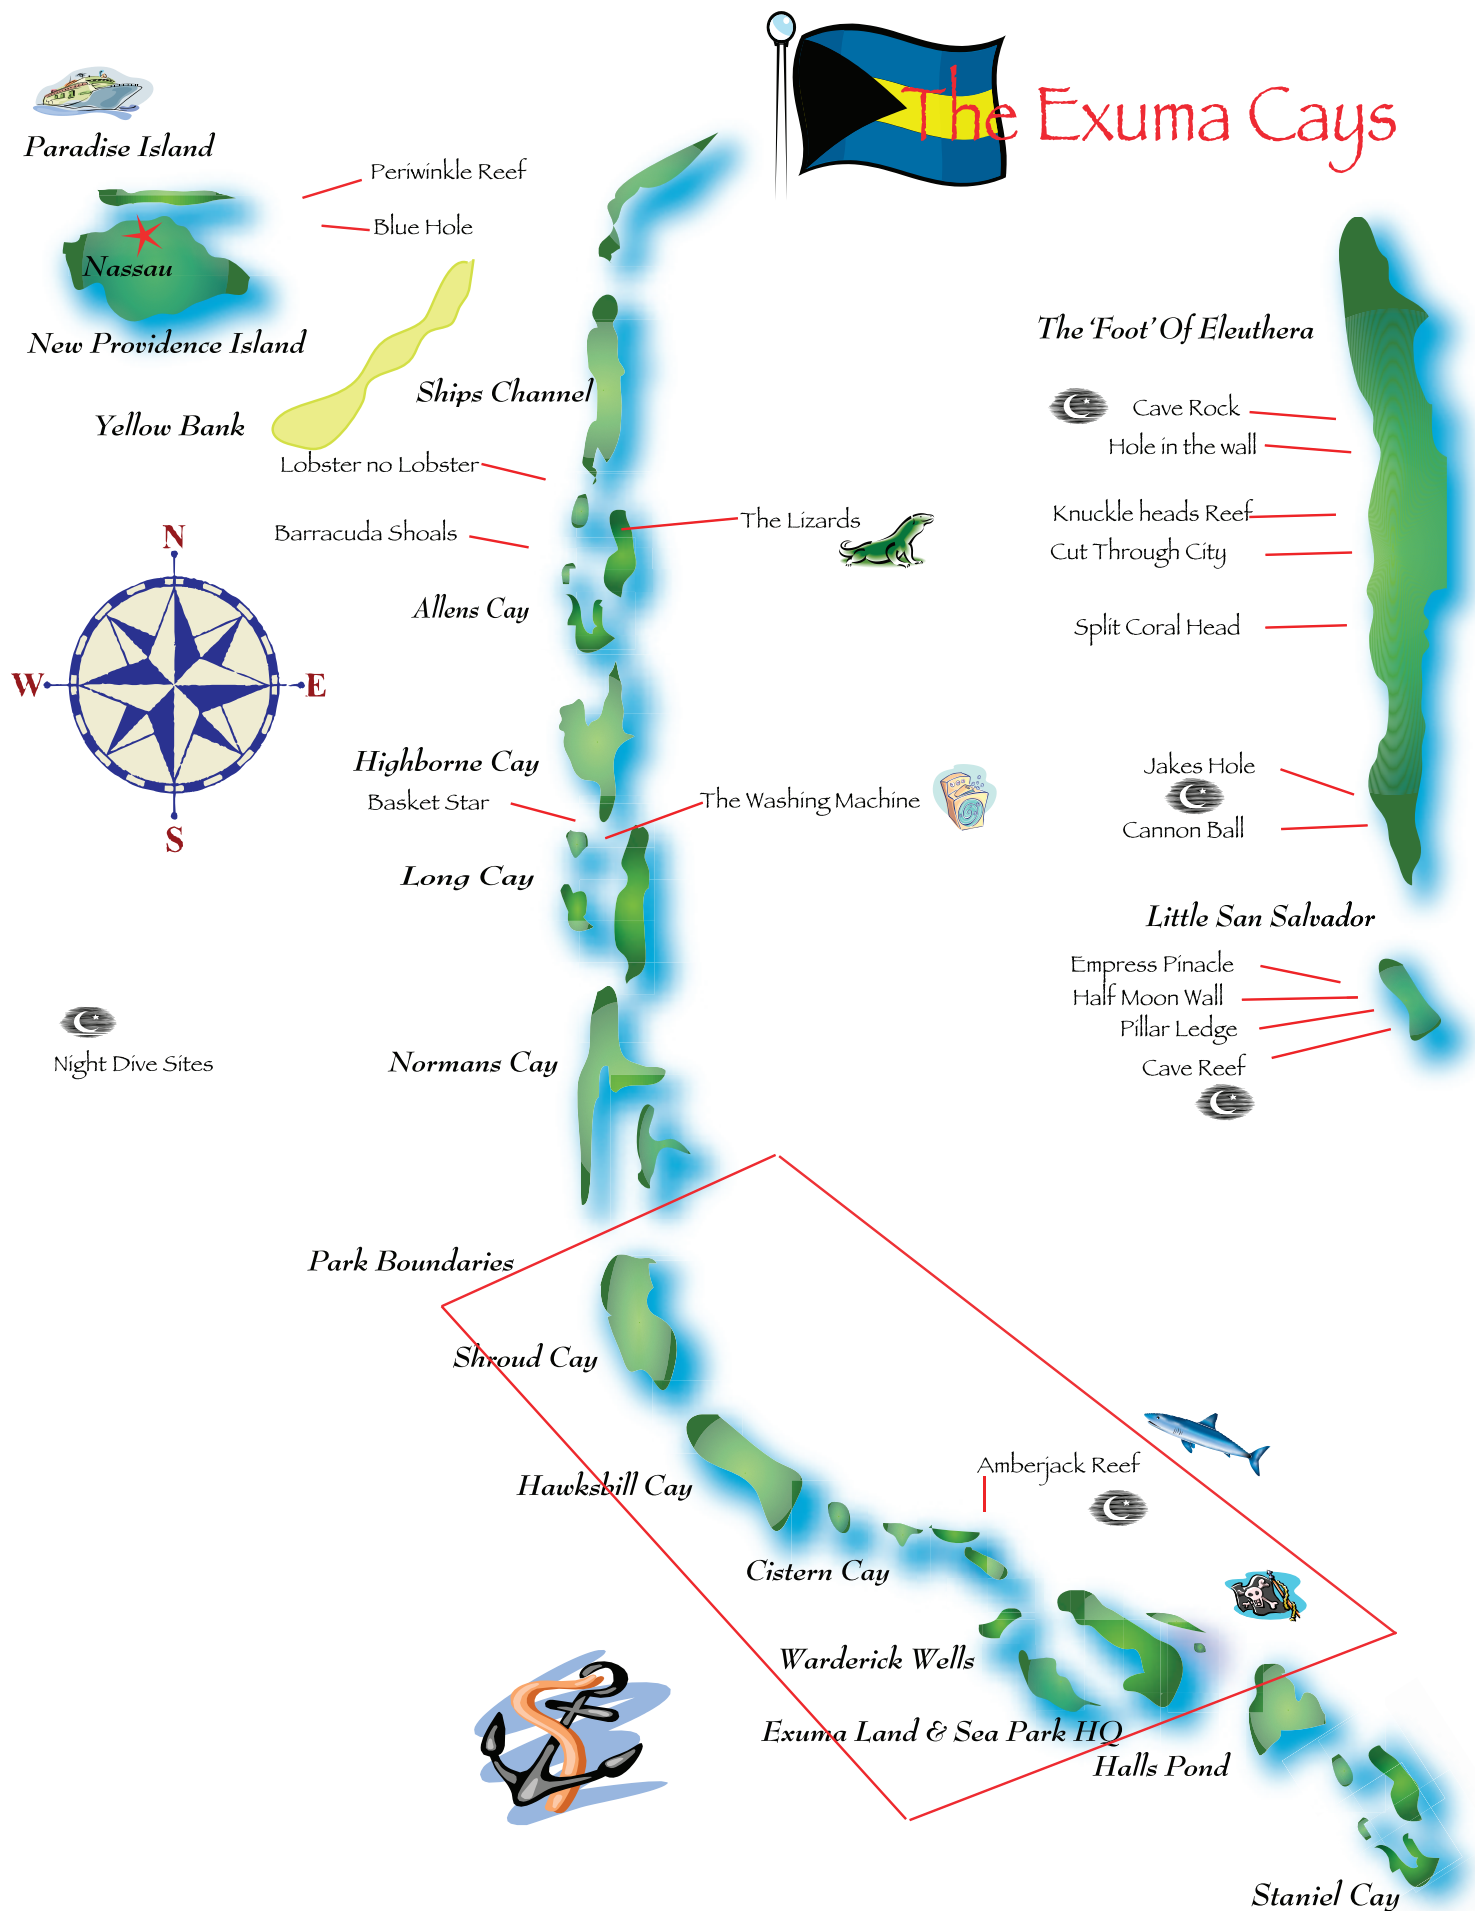 The Exuma Cays
Paradise Island
Periwinkle Reef
Blue Hole
Nassau
New Providence Island
The ‘Foot’ Of Eleuthera
Ships Channel
Yellow Bank
Cave Rock
Hole in the wall
Lobster no Lobster
Knuckle heads Reef
The Lizards
Barracuda Shoals
N
Cut Through City
Allens Cay
Split Coral Head
W
E
Highborne Cay
Jakes Hole
Basket Star
The Washing Machine
S
Cannon Ball
Long Cay
Little San Salvador
Empress Pinacle
Half Moon Wall
Pillar Ledge
Night Dive Sites
Normans Cay
Cave Reef
Park Boundaries
Shroud Cay
Amberjack Reef
Hawksbill Cay
Cistern Cay
Warderick Wells
Exuma Land & Sea Park HQ
Halls Pond
Staniel Cay